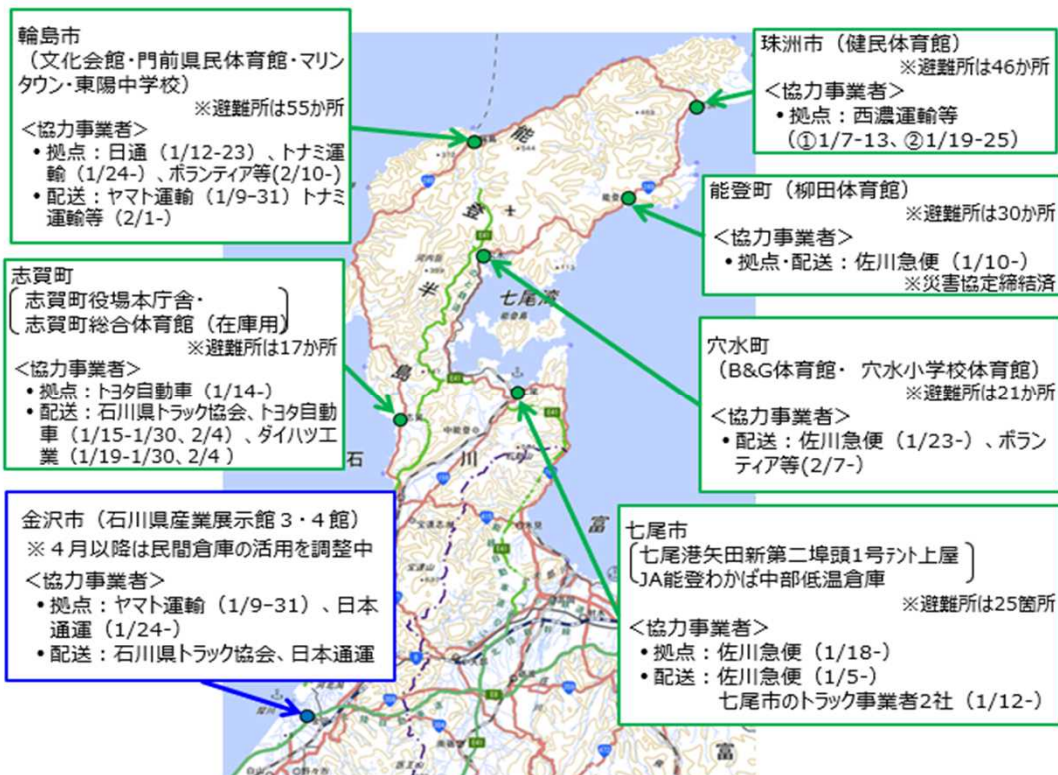 輪島市
（文化会館・門前県民体育館・マリン
タウン・東陽中学校）
※避難所は55か所
＜協力事業者＞
• 拠点：日通（1/12-23）、トナミ運
輸（1/24-）、ボランティア等(2/10-)
• 配送：ヤマト運輸（1/9-31）トナミ
運輸等（2/1-）
志賀町
志賀町役場本庁舎・
志賀町総合体育館（在庫用）
※避難所は17か所
＜協力事業者＞
• 拠点：トヨタ自動車（1/14-）
• 配送：石川県トラック協会、トヨタ自動
車（1/15-1/30、2/4）、ダイハツ工
業（1/19-1/30、2/4 ）
金沢市（石川県産業展示館３・４館）
※４月以降は民間倉庫の活用を調整中
＜協力事業者＞
• 拠点：ヤマト運輸（1/9-31）、日本
通運（1/24-）
• 配送：石川県トラック協会、日本通運
珠洲市（健民体育館）
※避難所は46か所
＜協力事業者＞
• 拠点：西濃運輸等
（①1/7-13、②1/19-25）
能登町（柳田体育館）
※避難所は30か所
＜協力事業者＞
• 拠点・配送：佐川急便（1/10-）
※災害協定締結済
穴水町
（B&G体育館・ 穴水小学校体育館）
※避難所は21か所
＜協力事業者＞
• 配送：佐川急便（1/23-）、ボラン
ティア等(2/7-)
七尾市
七尾港矢田新第二埠頭1号テント上屋
JA能登わかば中部低温倉庫
※避難所は25箇所
＜協力事業者＞
• 拠点：佐川急便（1/18-）
• 配送：佐川急便（1/5-）
七尾市のトラック事業者2社（1/12-）
能
登
半
島
七尾湾
能登島
中能登
石
川
富
富
E41
E41
E41
E8